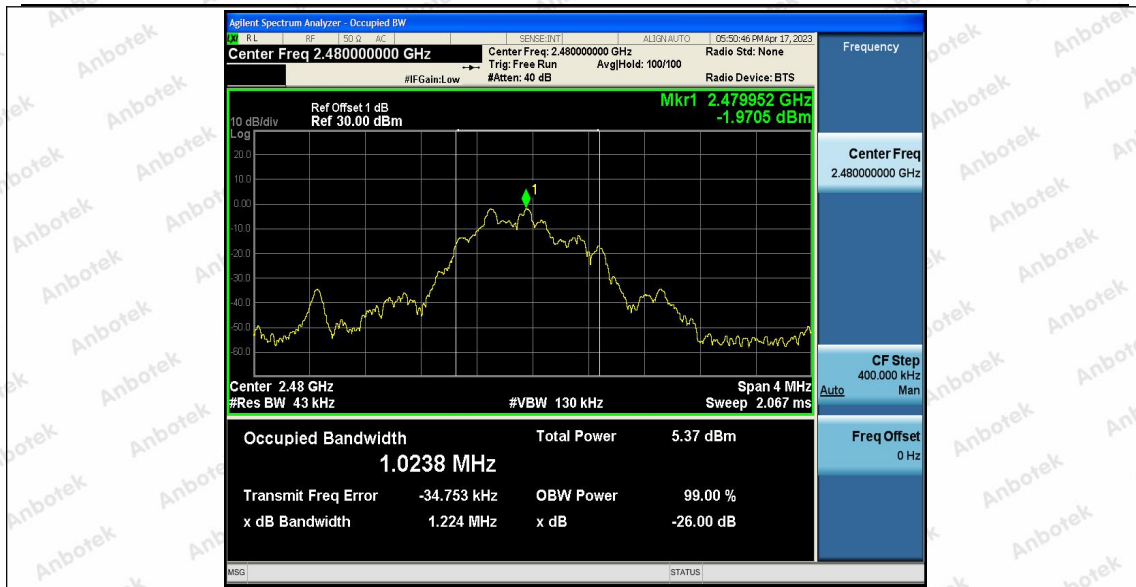 Agilent Spectrum Analyzer - Occupied BW
LXI RL RF 50 Ω AC SENSE:INT ALIGN AUTO 05:50:46 PM Apr 17, 2023
Center Freq 2.480000000 GHz
Center Freq: 2.480000000 GHz Radio Std: None
Trig: Free Run Avg|Hold: 100/100
#IFGain:Low #Atten: 40 dB Radio Device: BTS
Frequency
Mkr1 2.479952 GHz
-1.9705 dBm
Ref Offset 1 dB
10 dB/div Ref 30.00 dBm
Log
20.0
10.0
0.00
-10.0
-20.0
-30.0
-40.0
-50.0
-60.0
1
Center 2.48 GHz Span 4 MHz
#Res BW 43 kHz #VBW 130 kHz Sweep 2.067 ms
Center Freq
2.480000000 GHz
CF Step
400.000 kHz
Auto Man
Freq Offset
0 Hz
Occupied Bandwidth Total Power 5.37 dBm
1.0238 MHz
Transmit Freq Error -34.753 kHz OBW Power 99.00 %
x dB Bandwidth 1.224 MHz x dB -26.00 dB
MSG STATUS
Anbotek